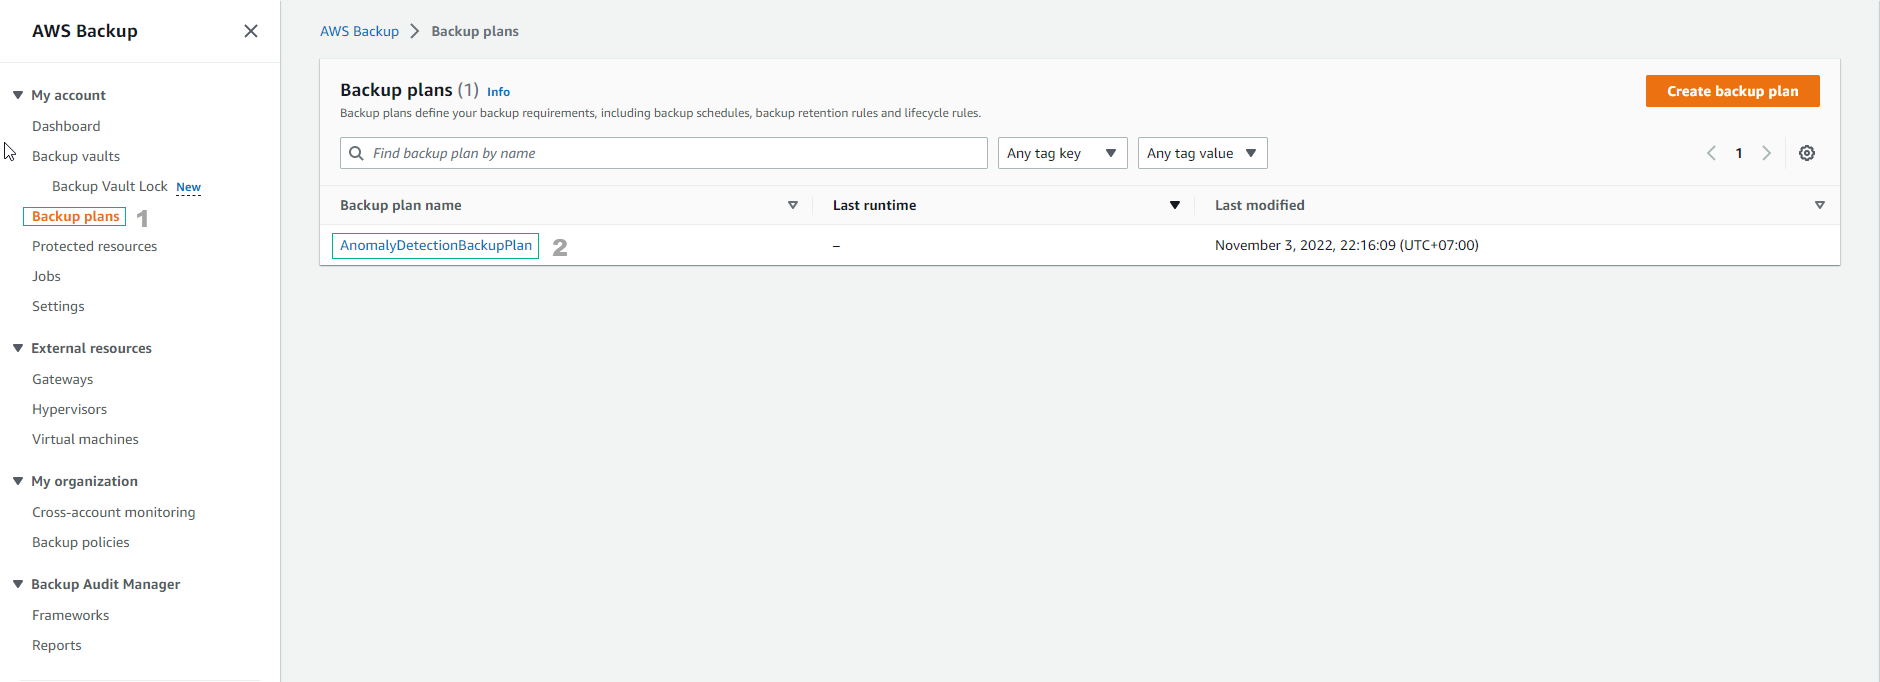 AWS Backup
My account
Dashboard
Backup vaults
Backup Vault Lock New
Backup plans 1
Protected resources
Jobs
Settings
External resources
Gateways
Hypervisors
Virtual machines
My organization
Cross-account monitoring
Backup policies
Backup Audit Manager
Frameworks
Reports
AWS Backup > Backup plans
Backup plans (1) Info
Create backup plan
Backup plans define your backup requirements, including backup schedules, backup retention rules and lifecycle rules.
Find backup plan by name Any tag key Any tag value 1
Backup plan name Last runtime Last modified
AnomalyDetectionBackupPlan 2 – November 3, 2022, 22:16:09 (UTC+07:00)